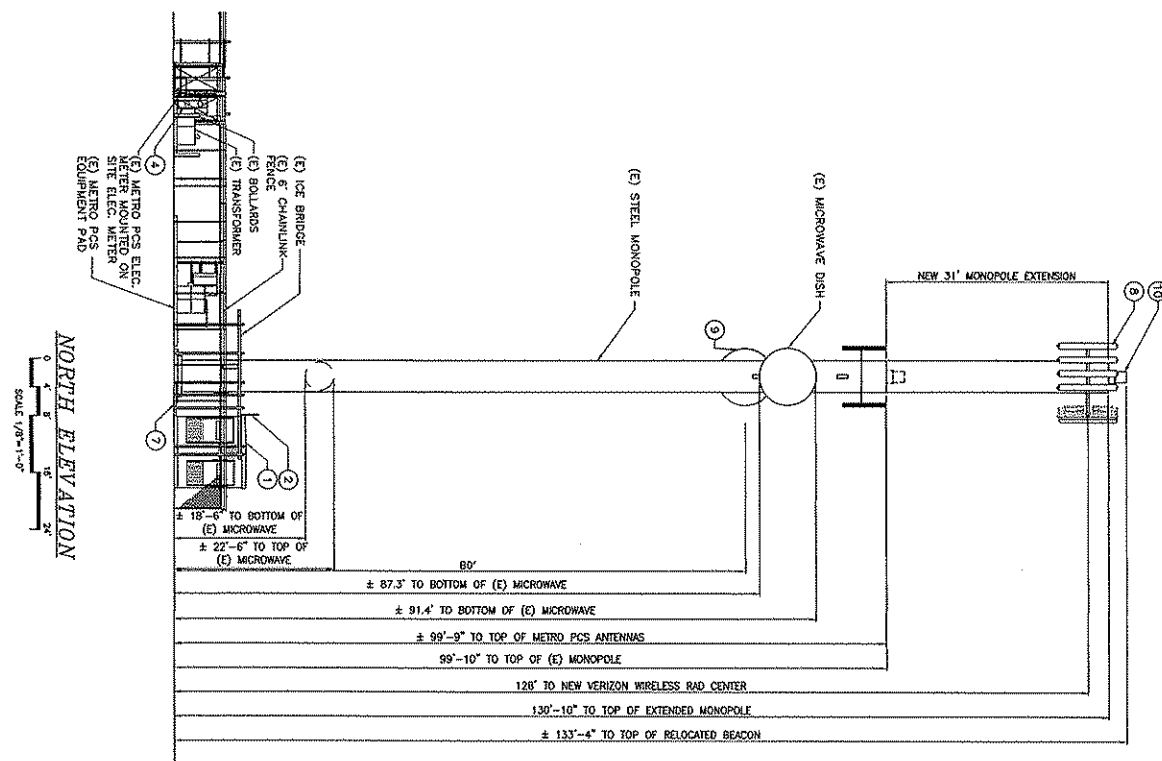 8
10
NEW 31' MONOPOLE EXTENSION
(E) MICROWAVE DISH
9
(E) STEEL MONOPOLE
(E) ICE BRIDGE
(E) 6' CHAINLINK
FENCE
(E) BOLLARDS
(E) TRANSFORMER
4
(E) METRO PCS ELEC.
METER MOUNTED ON
SITE ELEC. METER
(E) METRO PCS
EQUIPMENT PAD
7
1
2
± 18'-6" TO BOTTOM OF
(E) MICROWAVE
± 22'-6" TO TOP OF
(E) MICROWAVE
80'
± 87.3' TO BOTTOM OF (E) MICROWAVE
± 91.4' TO BOTTOM OF (E) MICROWAVE
± 99'-9" TO TOP OF METRO PCS ANTENNAS
99'-10" TO TOP OF (E) MONOPOLE
128' TO NEW VERIZON WIRELESS RAD CENTER
130'-10" TO TOP OF EXTENDED MONOPOLE
± 133'-4" TO TOP OF RELOCATED BEACON
NORTH ELEVATION
0 4 8' 16' 24'
SCALE 1/8"=1'-0"